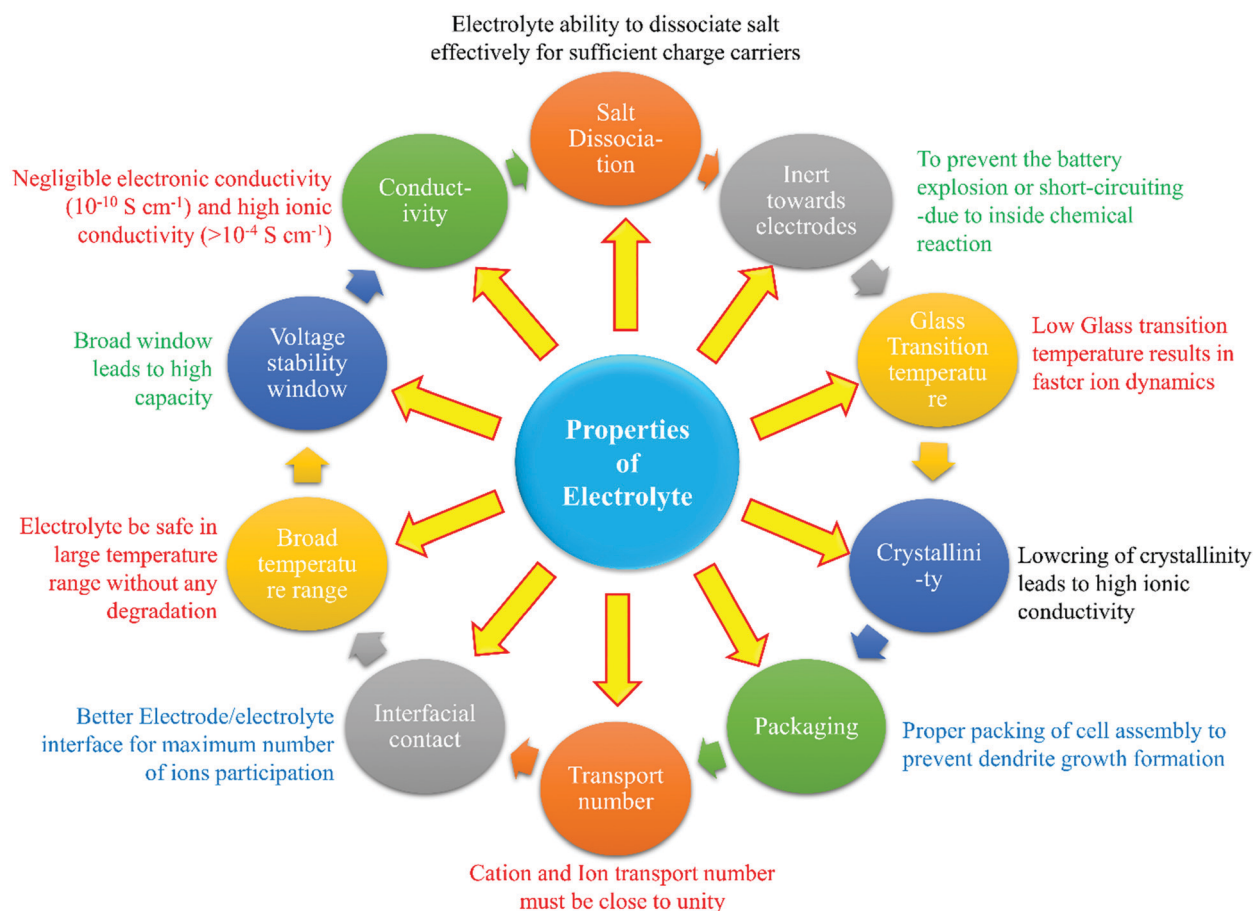 Electrolyte ability to dissociate salt
effectively for sufficient charge carriers
Salt
Dissocia-
tion
Inert
towards
electrodes
To prevent the battery
explosion or short-circuiting
-due to inside chemical
reaction
Glass
Transition
temperatu
re
Low Glass transition
temperature results in
faster ion dynamics
Crystallini
-ty
Lowering of crystallinity
leads to high ionic
conductivity
Packaging
Proper packing of cell assembly to
prevent dendrite growth formation
Transport
number
Cation and Ion transport number
must be close to unity
Interfacial
contact
Better Electrode/electrolyte
interface for maximum number
of ions participation
Broad
temperatu
re range
Electrolyte be safe in
large temperature
range without any
degradation
Voltage
stability
window
Broad window
leads to high
capacity
Conduct-
ivity
Negligible electronic conductivity
(10⁻¹⁰ S cm⁻¹) and high ionic
conductivity (>10⁻⁴ S cm⁻¹)
Properties
of
Electrolyte